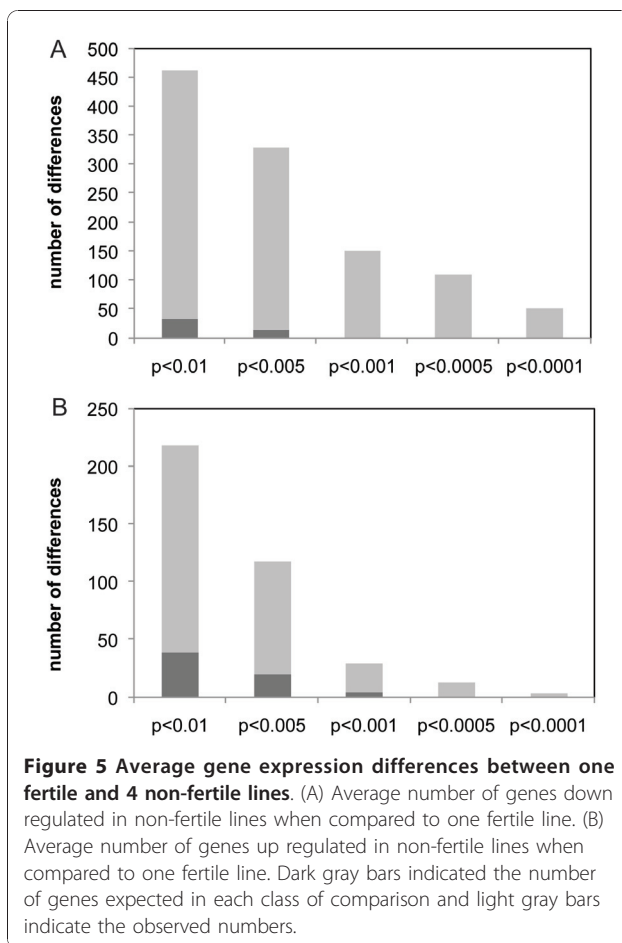 A
500
450
400
350
300
250
200
150
100
50
0
number of differences
p<0.01 p<0.005 p<0.001 p<0.0005 p<0.0001
B
250
200
150
100
50
0
number of differences
p<0.01 p<0.005 p<0.001 p<0.0005 p<0.0001
Figure 5 Average gene expression differences between one
fertile and 4 non-fertile lines. (A) Average number of genes down
regulated in non-fertile lines when compared to one fertile line. (B)
Average number of genes up regulated in non-fertile lines when
compared to one fertile line. Dark gray bars indicated the number
of genes expected in each class of comparison and light gray bars
indicate the observed numbers.